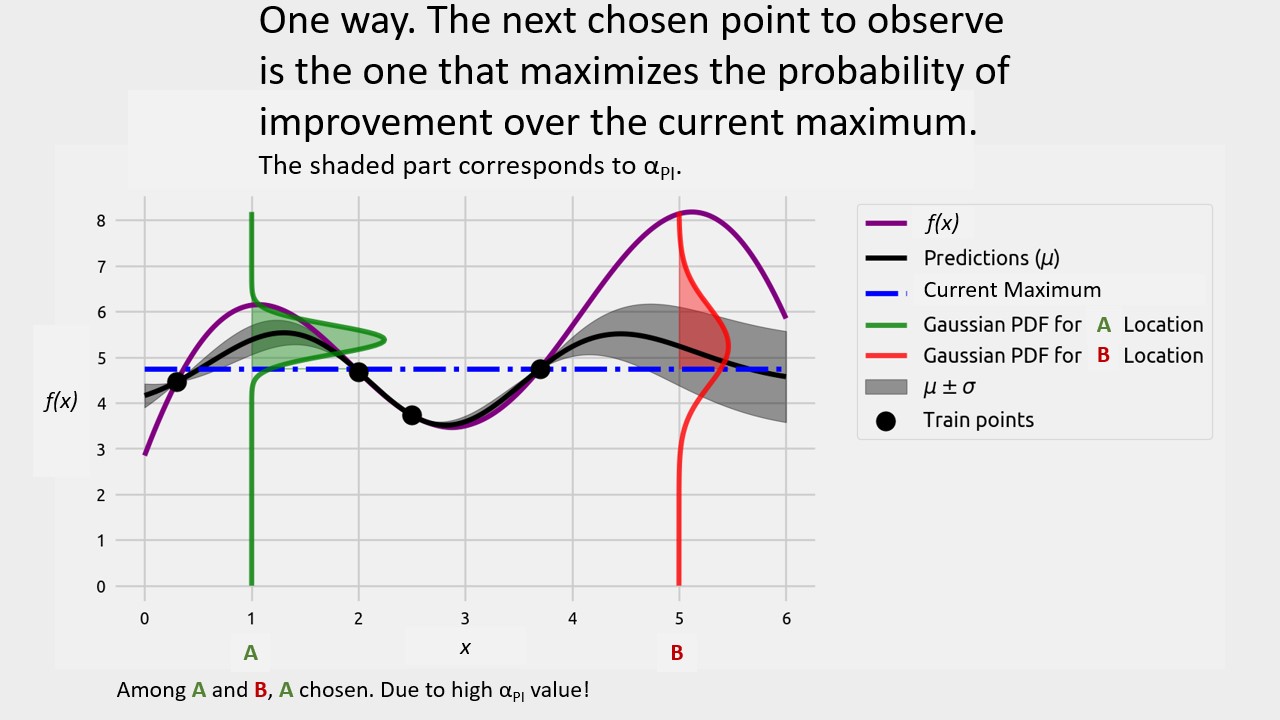 One way. The next chosen point to observe
is the one that maximizes the probability of
improvement over the current maximum.
The shaded part corresponds to αPI.
8
7
6
5
4
3
2
1
0
f(x)
0 1 2 3 4 5 6
A x B
f(x)
Predictions (μ)
Current Maximum
Gaussian PDF for A Location
Gaussian PDF for B Location
μ ± σ
Train points
Among A and B, A chosen. Due to high αPI value!